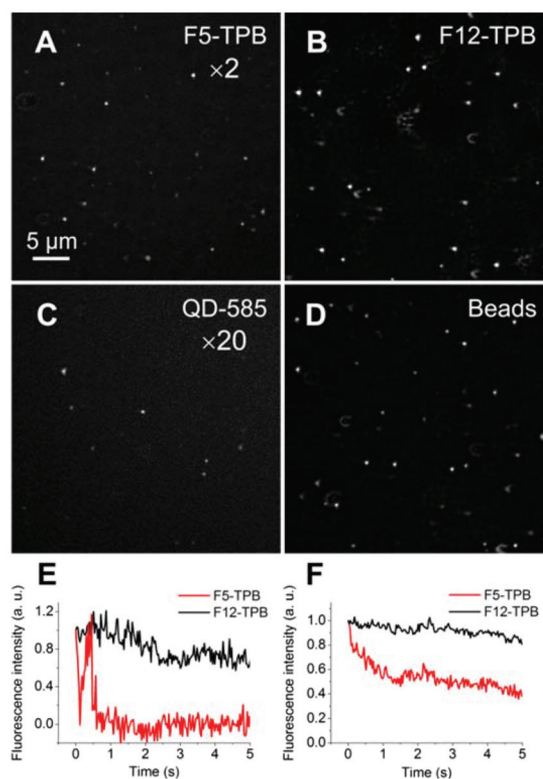 A F5-TPB
×2
5 μm
B F12-TPB
C QD-585
×20
D Beads
E
F5-TPB
F12-TPB
Fluorescence intensity (a. u.)
1.2
0.8
0.4
0.0
0 1 2 3 4 5
Time (s)
F
F5-TPB
F12-TPB
Fluorescence intensity (a. u.)
1.0
0.8
0.6
0.4
0.2
0.0
0 1 2 3 4 5
Time (s)